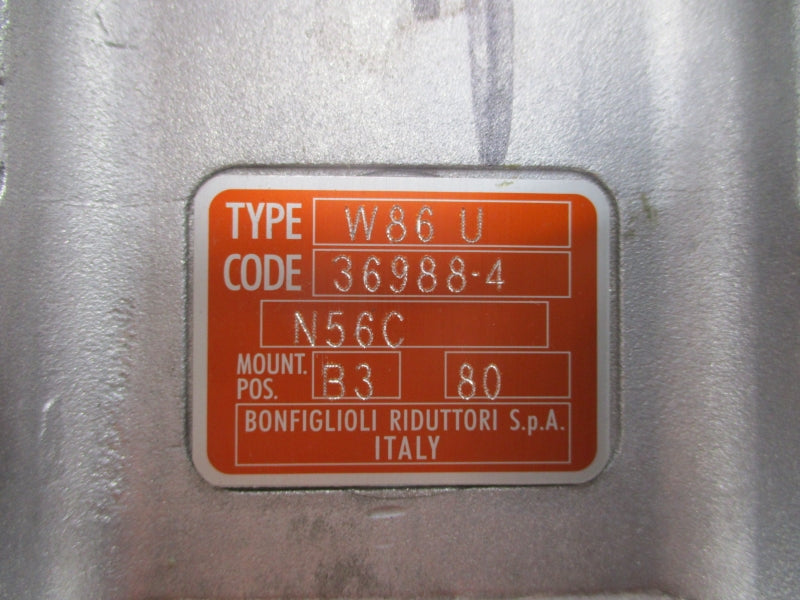 TYPE W86 U
CODE 36988-4
N56C
MOUNT. POS. B3 80
BONFIGLIOLI RIDUTTORI S.p.A.
ITALY